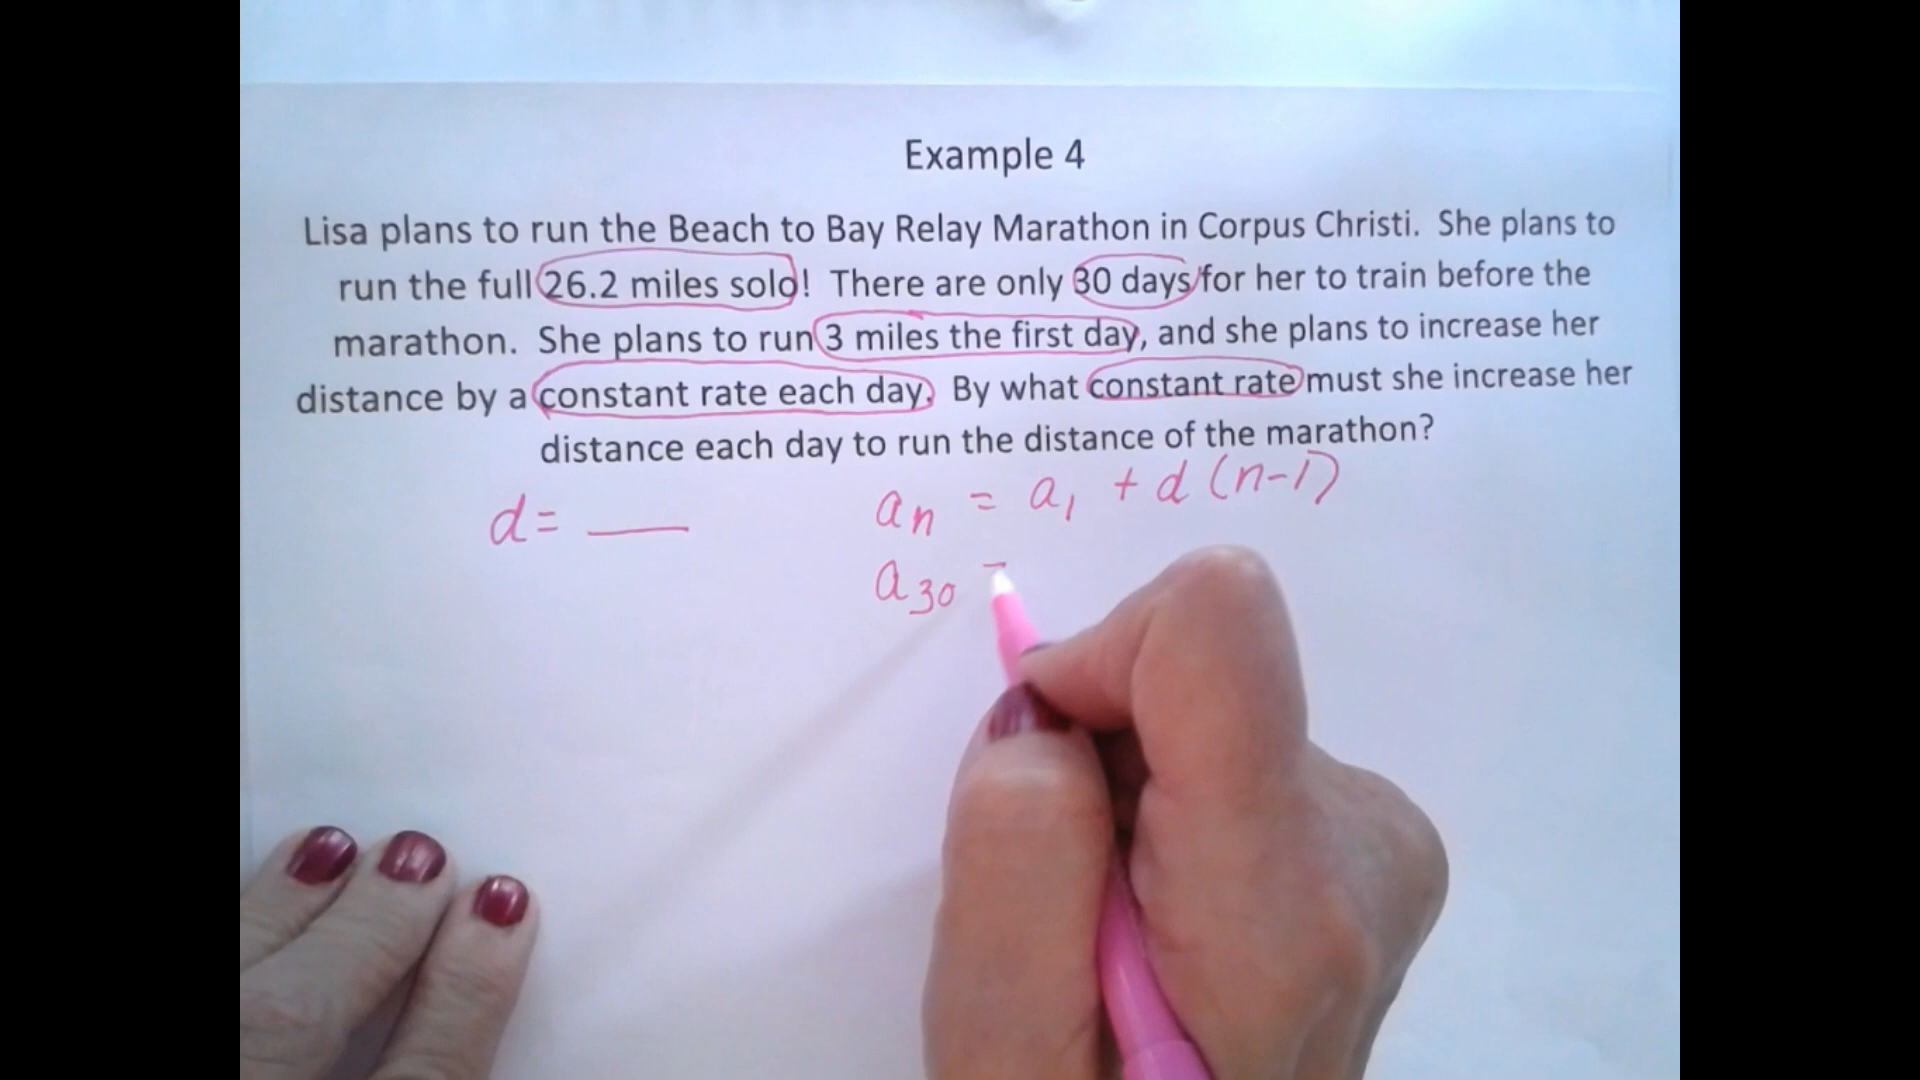 Example 4
Lisa plans to run the Beach to Bay Relay Marathon in Corpus Christi. She plans to
run the full 26.2 miles solo! There are only 30 days for her to train before the
marathon. She plans to run 3 miles the first day, and she plans to increase her
distance by a constant rate each day. By what constant rate must she increase her
distance each day to run the distance of the marathon?
d = ___ aₙ = a₁ + d (n-1)
a₃₀ =